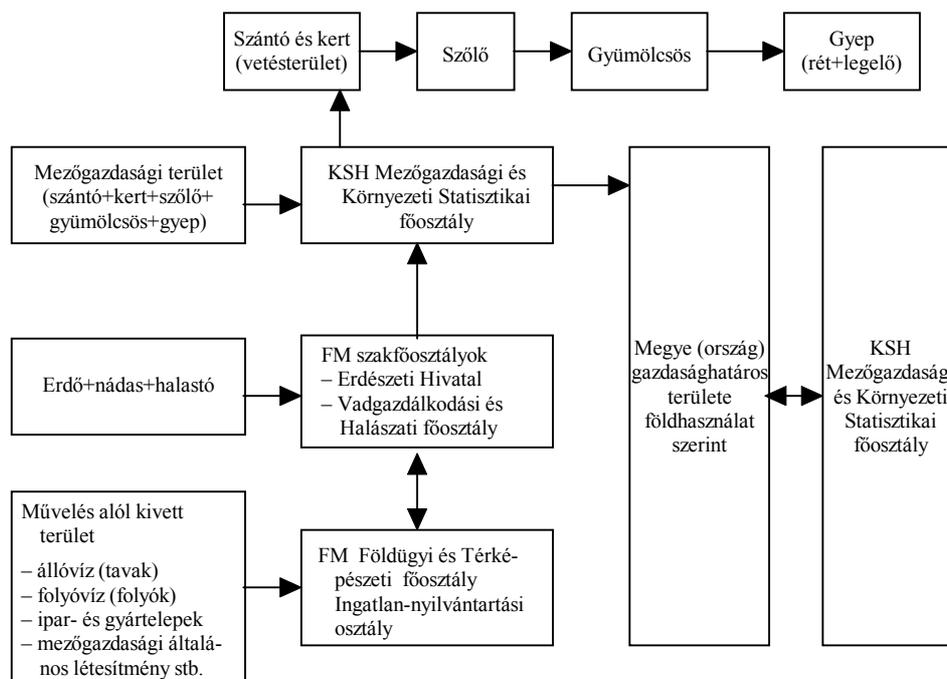 Szántó és kert
(vetésterület)
Szőlő
Gyümölcsös
Gyep
(rét+legelő)
Mezőgazdasági terület
(szántó+kert+szőlő+
gyümölcsös+gyep)
KSH Mezőgazdasági és
Környezeti Statisztikai
főosztály
Erdő+nádas+halastó
FM szakfőosztályok
– Erdészeti Hivatal
– Vadgazdálkodási és
Halászati főosztály
Megye (ország)
gazdasághatáros
területe
földhasználat
szerint
KSH
Mezőgazdaság
és Környezeti
Statisztikai
főosztály
Művelés alól kivett
terület
– állóvíz (tavak)
– folyóvíz (folyók)
– ipar- és gyártelepek
– mezőgazdasági általá-
nos létesítmény stb.
FM Földügyi és Térké-
pészeti főosztály
Ingatlan-nyilvántartási
osztály